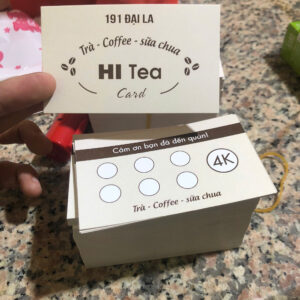 191 ĐẠI LA
Trà - Coffee - sữa chua
HI Tea
Card
Cảm ơn bạn đã đến quán!
4K
Trà - Coffee - sữa chua